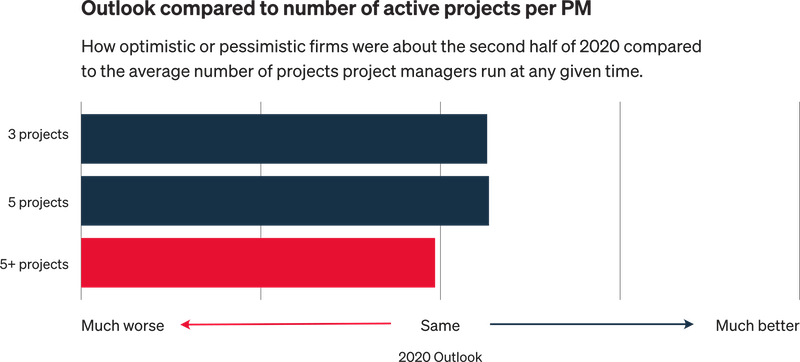 Outlook compared to number of active projects per PM
How optimistic or pessimistic firms were about the second half of 2020 compared
to the average number of projects project managers run at any given time.
3 projects
5 projects
5+ projects
Much worse
Same
Much better
2020 Outlook